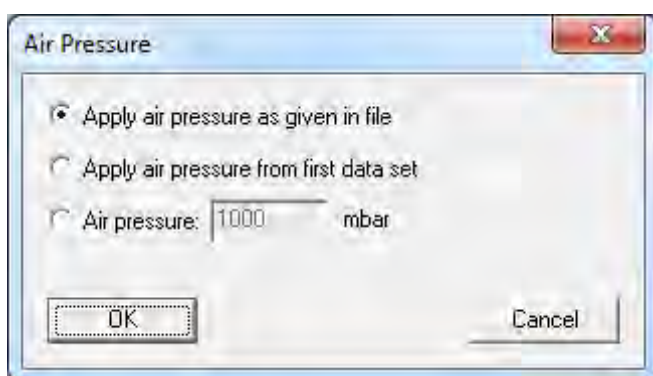 Air Pressure
Apply air pressure as given in file
Apply air pressure from first data set
Air pressure: 1000 mbar
OK Cancel